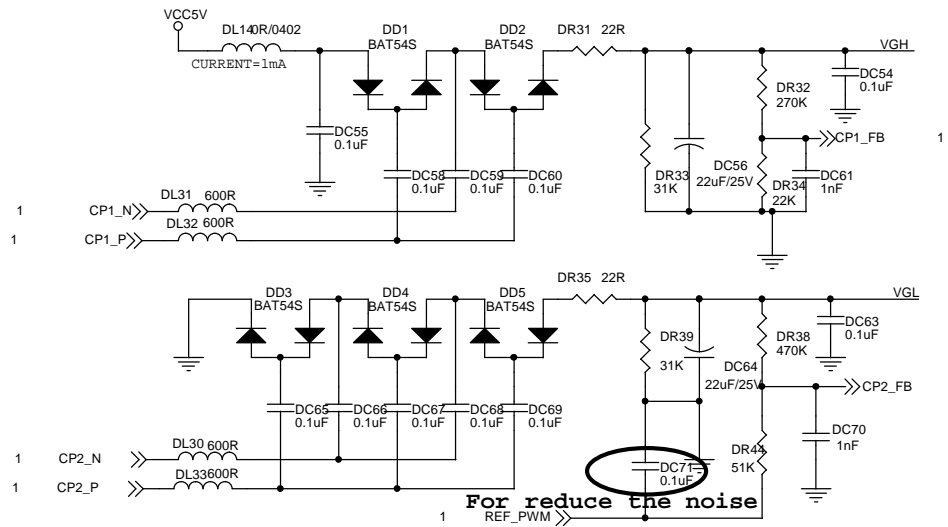 VCC5V
DL14 0R/0402
CURRENT=1mA
DD1
BAT54S
DD2
BAT54S
DR31 22R
VGH
DC54
0.1uF
DR32
270K
CP1_FB 1
DC55
0.1uF
DC58
0.1uF
DC59
0.1uF
DC60
0.1uF
DR33
31K
DC56
22uF/25V
DR34
22K
DC61
1nF
1 CP1_N DL31 600R
1 CP1_P DL32 600R
DD3
BAT54S
DD4
BAT54S
DD5
BAT54S
DR35 22R
VGL
DC63
0.1uF
DR39
31K
DC64
22uF/25V
DR38
470K
CP2_FB
DC65
0.1uF
DC66
0.1uF
DC67
0.1uF
DC68
0.1uF
DC69
0.1uF
DC70
1nF
DR44
51K
1 CP2_N DL30 600R
1 CP2_P DL33 600R
DC71
0.1uF
For reduce the noise
1 REF_PWM